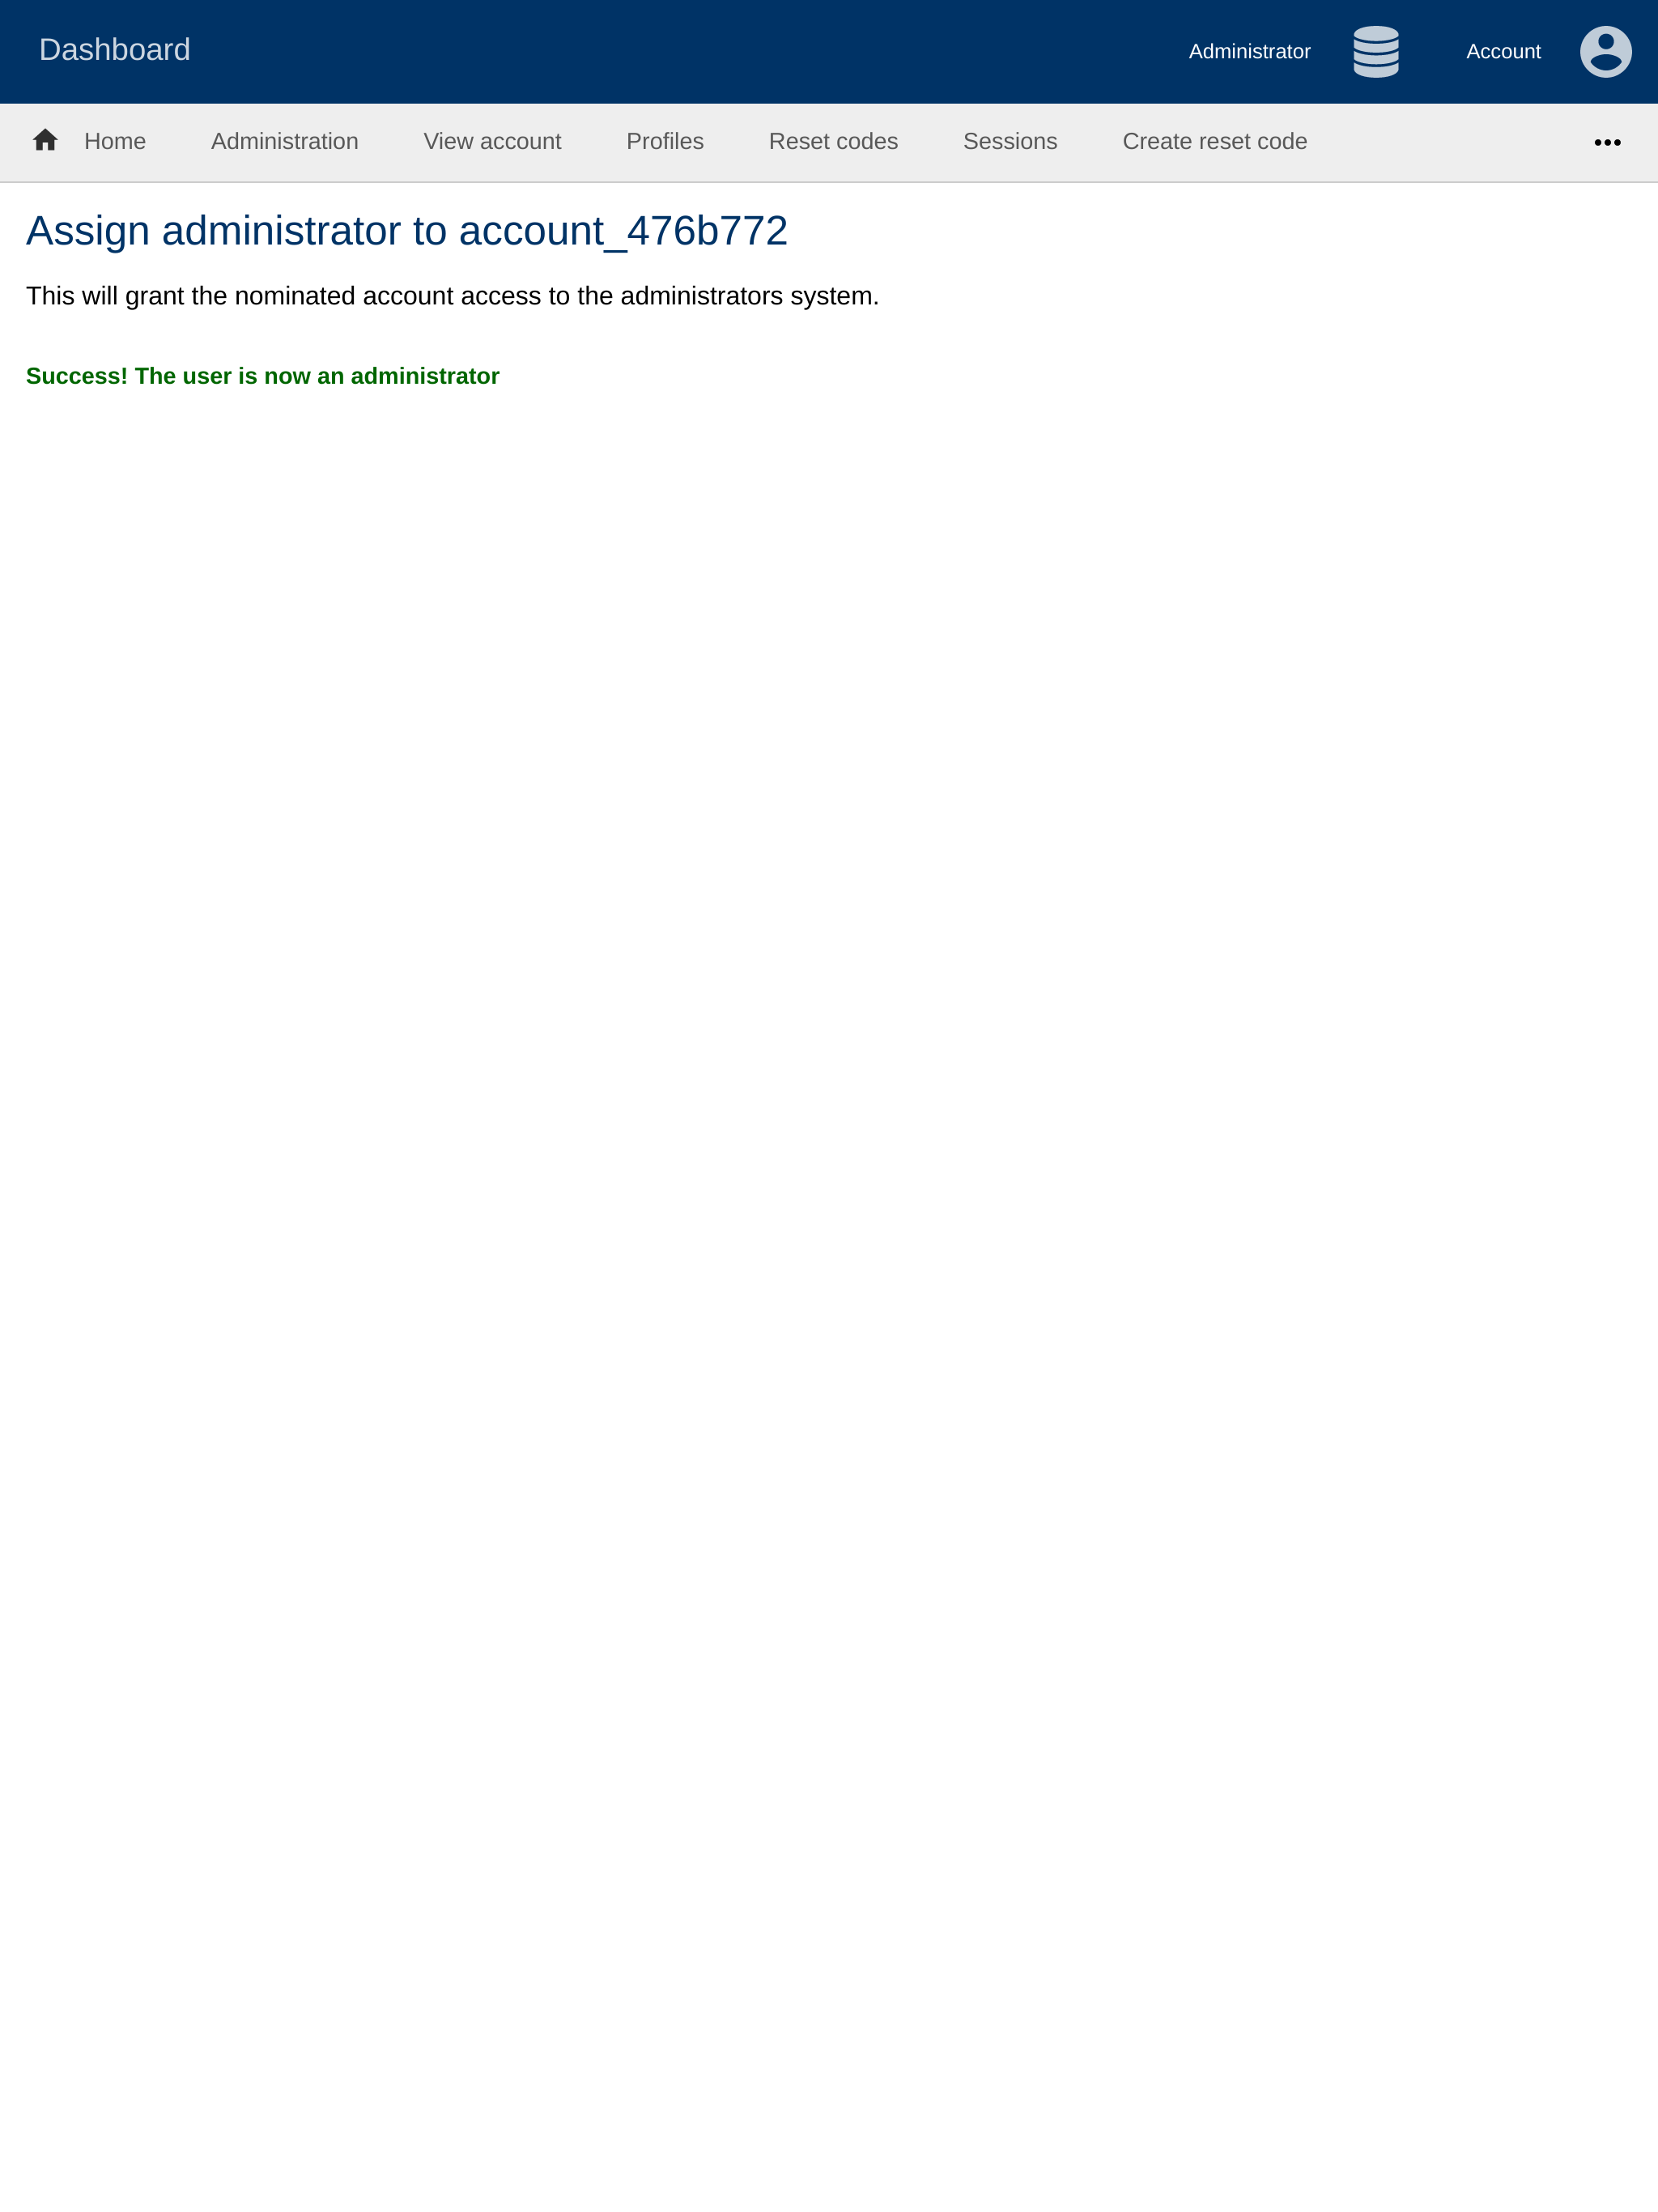 Dashboard
Administrator
Account
Home
Administration
View account
Profiles
Reset codes
Sessions
Create reset code
Assign administrator to account_476b772
This will grant the nominated account access to the administrators system.
Success! The user is now an administrator